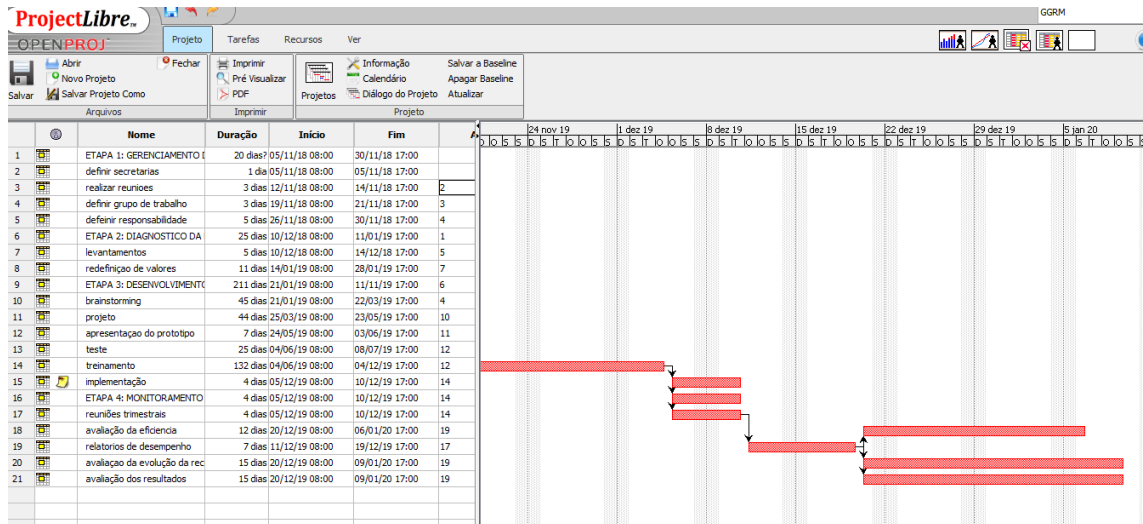 GGRM
ProjectLibre™
OPENPROJ
Projeto Tarefas Recursos Ver
Abrir Fechar Imprimir Informação Salvar a Baseline
Novo Projeto Pré Visualizar Calendário Apagar Baseline
Salvar Salvar Projeto Como PDF Projetos Diálogo do Projeto Atualizar
Arquivos Imprimir Projeto
Nome Duração Início Fim
24 nov 19 1 dez 19 8 dez 19 15 dez 19 22 dez 19 29 dez 19 5 jan 20
1 ETAPA 1: GERENCIAMENTO 20 dias? 05/11/18 08:00 30/11/18 17:00
2 definir secretarias 1 dia 05/11/18 08:00 05/11/18 17:00
3 realizar reunioes 3 dias 12/11/18 08:00 14/11/18 17:00 2
4 definir grupo de trabalho 3 dias 19/11/18 08:00 21/11/18 17:00 3
5 defeinir responsabilidade 5 dias 26/11/18 08:00 30/11/18 17:00 4
6 ETAPA 2: DIAGNOSTICO DA 25 dias 10/12/18 08:00 11/01/19 17:00 1
7 levantamentos 5 dias 10/12/18 08:00 14/12/18 17:00 5
8 redefiniçao de valores 11 dias 14/01/19 08:00 28/01/19 17:00 7
9 ETAPA 3: DESENVOLVIMENTO 211 dias 21/01/19 08:00 11/11/19 17:00 6
10 brainstorming 45 dias 21/01/19 08:00 22/03/19 17:00 4
11 projeto 44 dias 25/03/19 08:00 23/05/19 17:00 10
12 apresentaçao do prototipo 7 dias 24/05/19 08:00 03/06/19 17:00 11
13 teste 25 dias 04/06/19 08:00 08/07/19 17:00 12
14 treinamento 132 dias 04/06/19 08:00 04/12/19 17:00 12
15 implementação 4 dias 05/12/19 08:00 10/12/19 17:00 14
16 ETAPA 4: MONITORAMENTO 4 dias 05/12/19 08:00 10/12/19 17:00 14
17 reuniões trimestrais 4 dias 05/12/19 08:00 10/12/19 17:00 14
18 avaliação da eficiencia 12 dias 20/12/19 08:00 06/01/20 17:00 19
19 relatorios de desempenho 7 dias 11/12/19 08:00 19/12/19 17:00 17
20 avaliaçao da evolução da rec 15 dias 20/12/19 08:00 09/01/20 17:00 19
21 avaliação dos resultados 15 dias 20/12/19 08:00 09/01/20 17:00 19